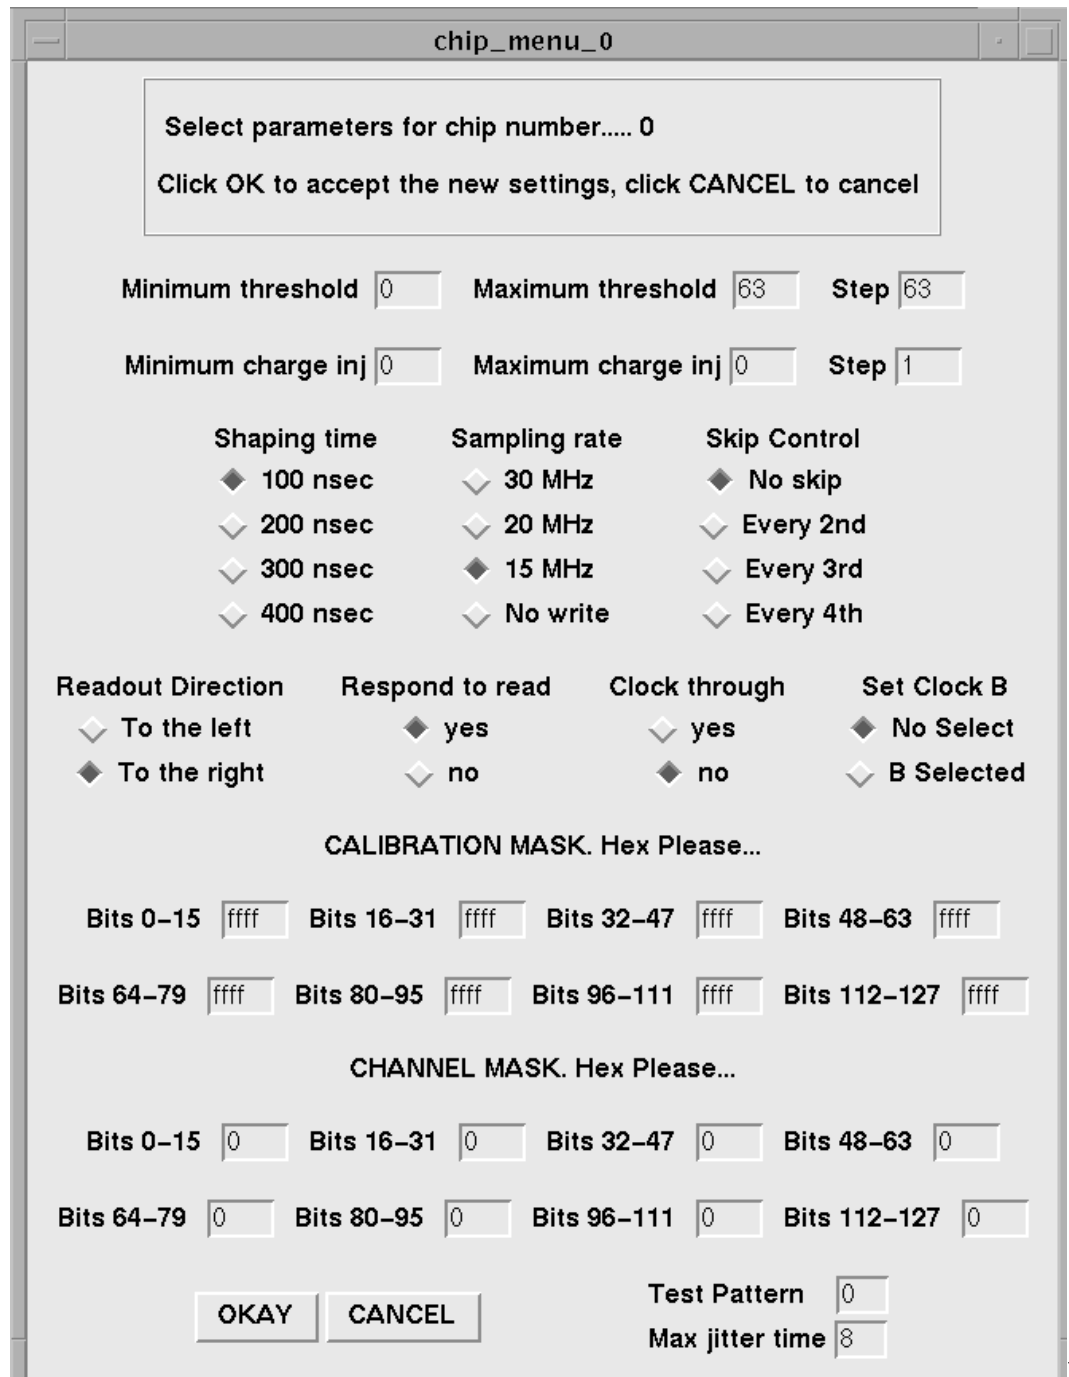 chip_menu_0
Select parameters for chip number..... 0
Click OK to accept the new settings, click CANCEL to cancel
Minimum threshold 0 Maximum threshold 63 Step 63
Minimum charge inj 0 Maximum charge inj 0 Step 1
Shaping time Sampling rate Skip Control
100 nsec 30 MHz No skip
200 nsec 20 MHz Every 2nd
300 nsec 15 MHz Every 3rd
400 nsec No write Every 4th
Readout Direction Respond to read Clock through Set Clock B
To the left yes yes No Select
To the right no no B Selected
CALIBRATION MASK. Hex Please...
Bits 0-15 ffff Bits 16-31 ffff Bits 32-47 ffff Bits 48-63 ffff
Bits 64-79 ffff Bits 80-95 ffff Bits 96-111 ffff Bits 112-127 ffff
CHANNEL MASK. Hex Please...
Bits 0-15 0 Bits 16-31 0 Bits 32-47 0 Bits 48-63 0
Bits 64-79 0 Bits 80-95 0 Bits 96-111 0 Bits 112-127 0
Test Pattern 0
OKAY CANCEL
Max jitter time 8